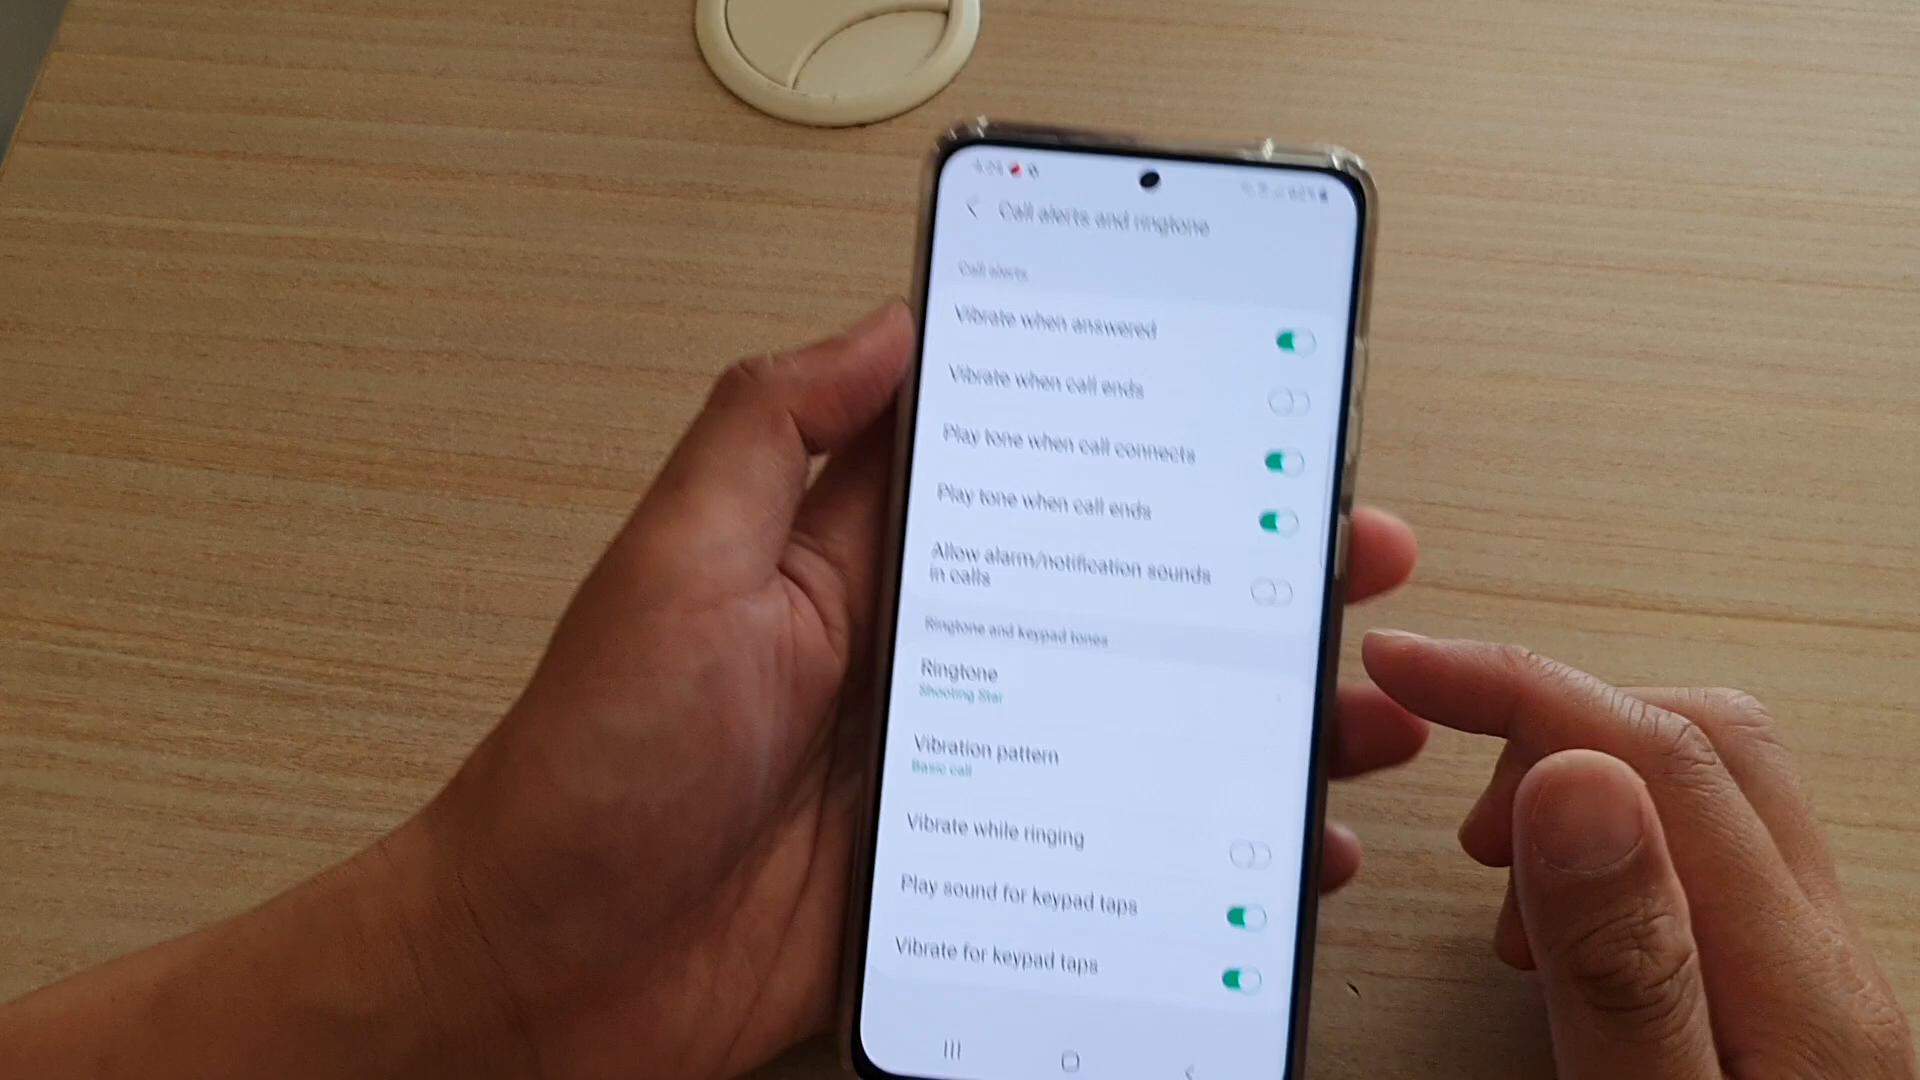 Call alerts and ringtone
Call alerts
Vibrate when answered
Vibrate when call ends
Play tone when call connects
Play tone when call ends
Allow alarm/notification sounds
in calls
Ringtone and keypad tones
Ringtone
Shooting Star
Vibration pattern
Basic call
Vibrate while ringing
Play sound for keypad taps
Vibrate for keypad taps